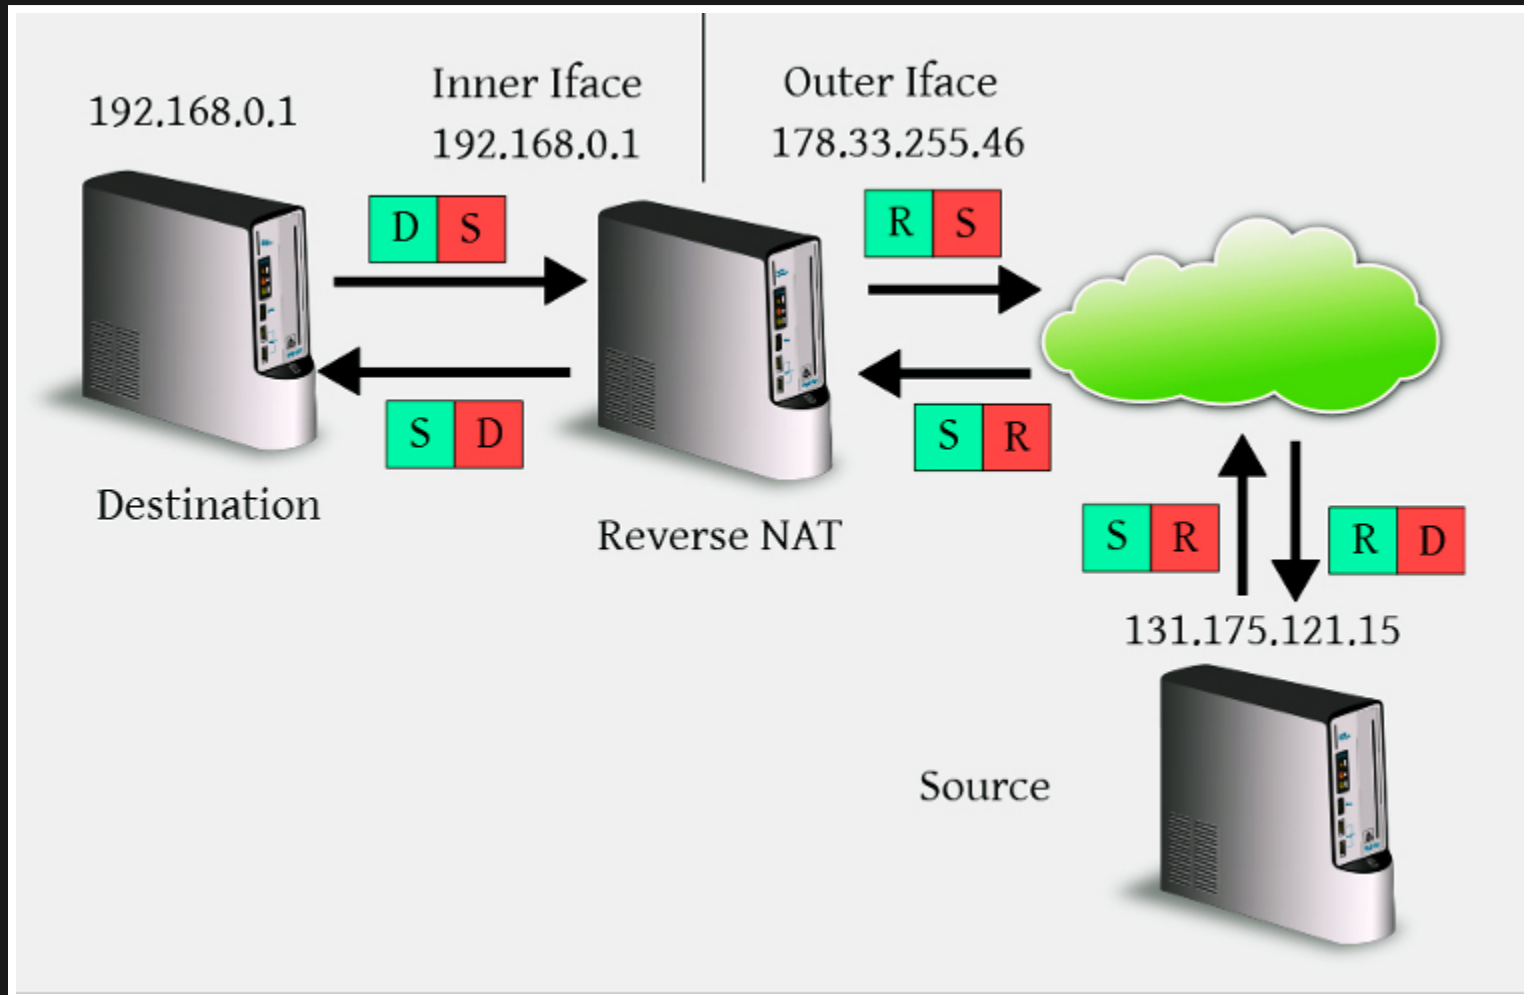 192.168.0.1
Inner Iface
192.168.0.1
Outer Iface
178.33.255.46
D S
R S
S D
S R
Destination
Reverse NAT
S R
R D
131.175.121.15
Source